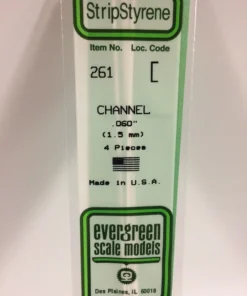 StripStyrene
Item No. Loc. Code
261 [
CHANNEL
.060"
(1.5 mm)
4 Pieces
Made in U.S.A.
evergreen
scale models
Des Plaines, IL 60018